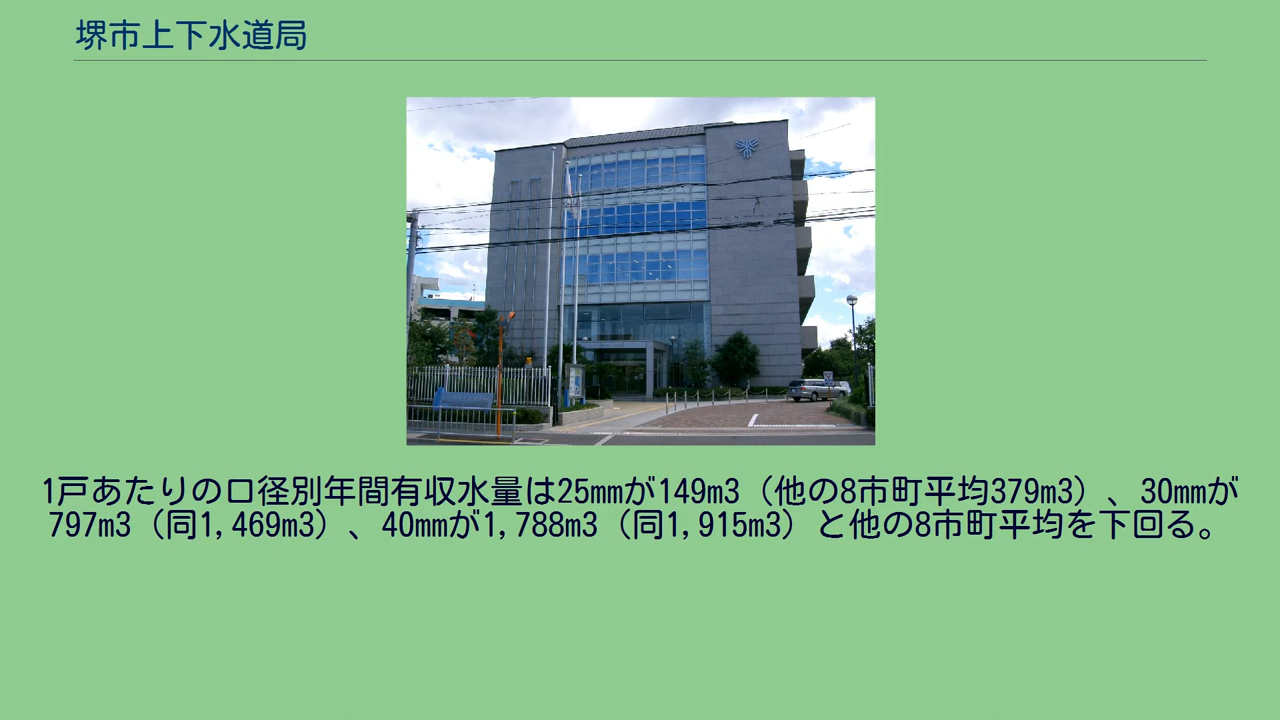 堺市上下水道局
1戸あたりの口径別年間有収水量は25mmが149m3（他の8市町平均379m3）、30mmが
797m3（同1,469m3）、40mmが1,788m3（同1,915m3）と他の8市町平均を下回る。